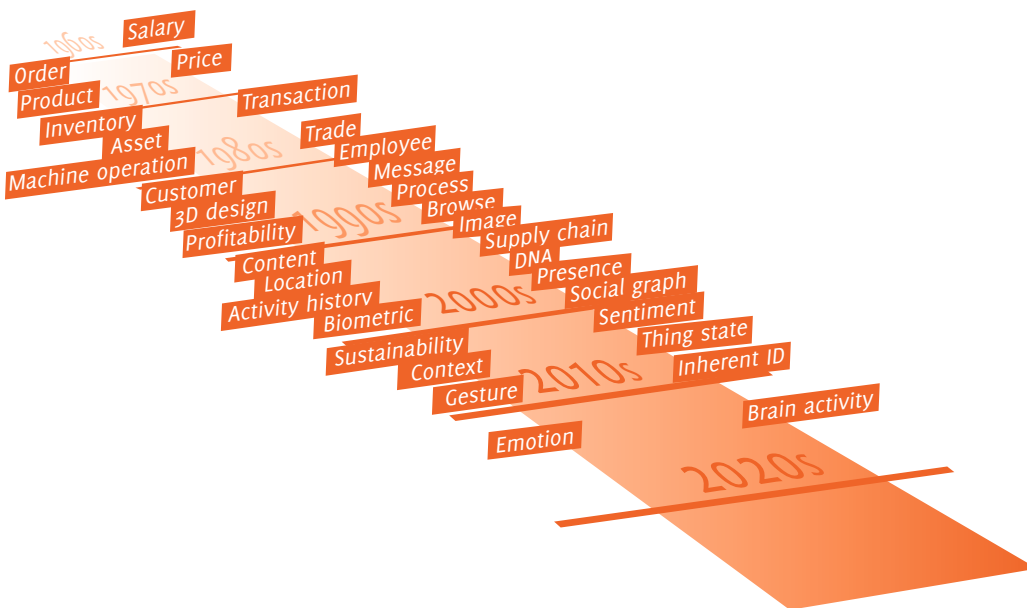 Salary
1960s
Order
Price
Product
1970s
Transaction
Inventory
Asset
Trade
1980s
Employee
Machine operation
Message
Customer
Process
3D design
Browse
1990s
Image
Profitability
Supply chain
Content
DNA
Location
Presence
Activity history
2000s
Social graph
Biometric
Sentiment
Sustainability
Thing state
Context
2010s
Inherent ID
Gesture
Brain activity
Emotion
2020s